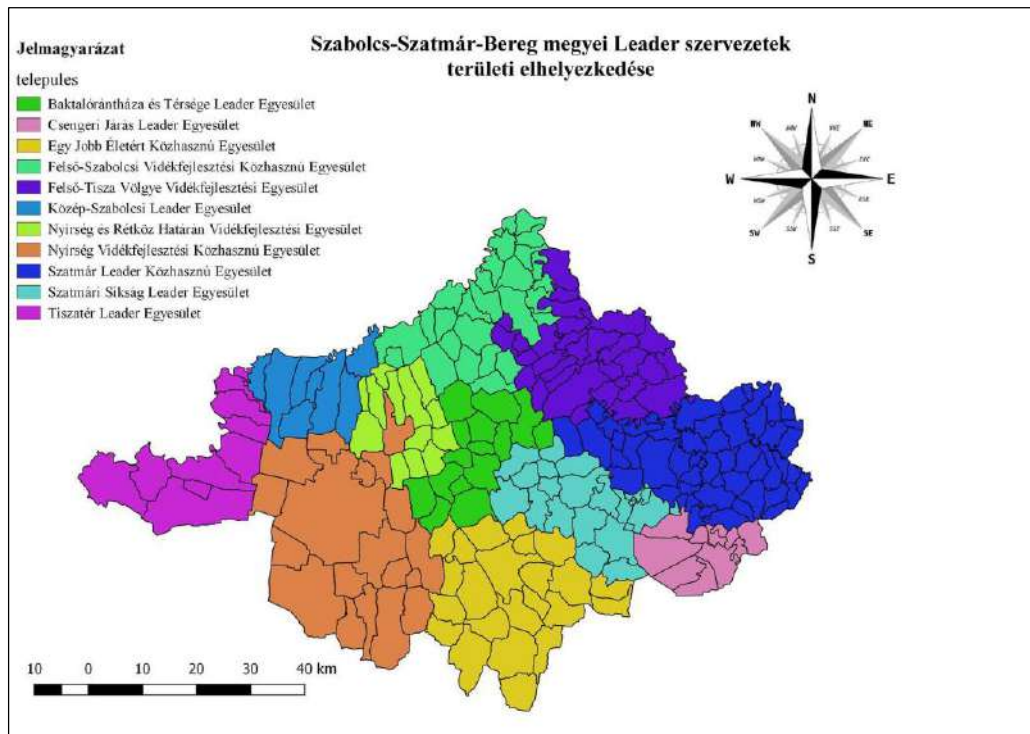 Szabolcs-Szatmár-Bereg megyei Leader szervezetek
területi elhelyezkedése
Jelmagyarázat
telepules
Baktalórántháza és Térsége Leader Egyesület
Csengeri Járás Leader Egyesület
Egy Jobb Életért Közhasznú Egyesület
Felső-Szabolcsi Vidékfejlesztési Közhasznú Egyesület
Felső-Tisza Völgye Vidékfejlesztési Egyesület
Közép-Szabolcsi Leader Egyesület
Nyírség és Rétköz Határán Vidékfejlesztési Egyesület
Nyírség Vidékfejlesztési Közhasznú Egyesület
Szatmár Leader Közhasznú Egyesület
Szatmári Síkság Leader Egyesület
Tiszatér Leader Egyesület
N
NW
NE
W
E
SW
SE
S
10 0 10 20 30 40 km